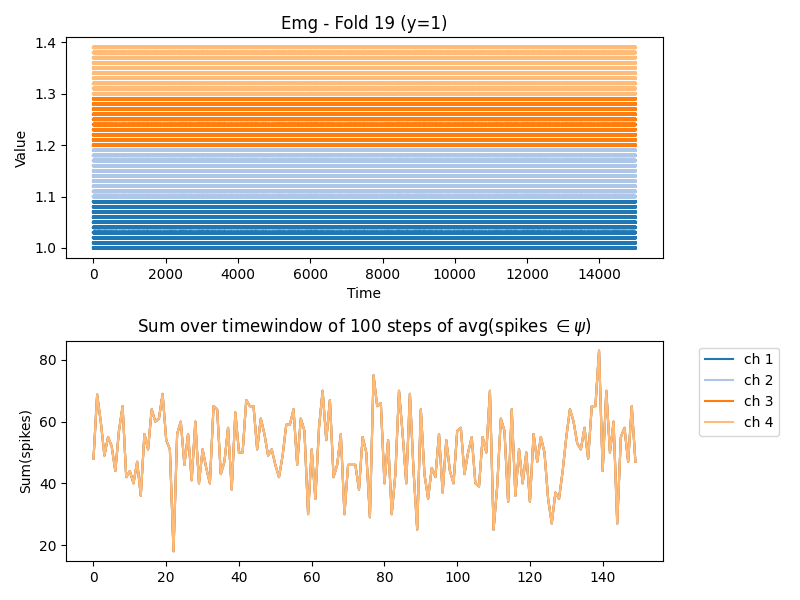 Emg - Fold 19 (y=1)
Value
1.4
1.3
1.2
1.1
1.0
0 2000 4000 6000 8000 10000 12000 14000
Time
Sum over timewindow of 100 steps of avg(spikes ∈ ψ)
Sum(spikes)
80
60
40
20
0 20 40 60 80 100 120 140
ch 1
ch 2
ch 3
ch 4